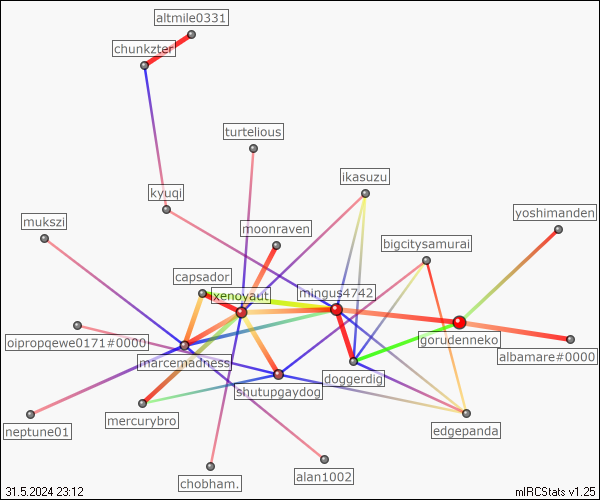 altmile0331
chunkzter
turtelious
ikasuzu
kyuqi
yoshimanden
mukszi
moonraven
bigcitysamurai
capsador
xenoyaut
mingus4742
gorudenneko
oipropqewe0171#0000
albamare#0000
marcemadness
doggerdig
shutupgaydog
mercurybro
edgepanda
neptune01
alan1002
chobham.
31.5.2024 23:12
mIRCStats v1.25